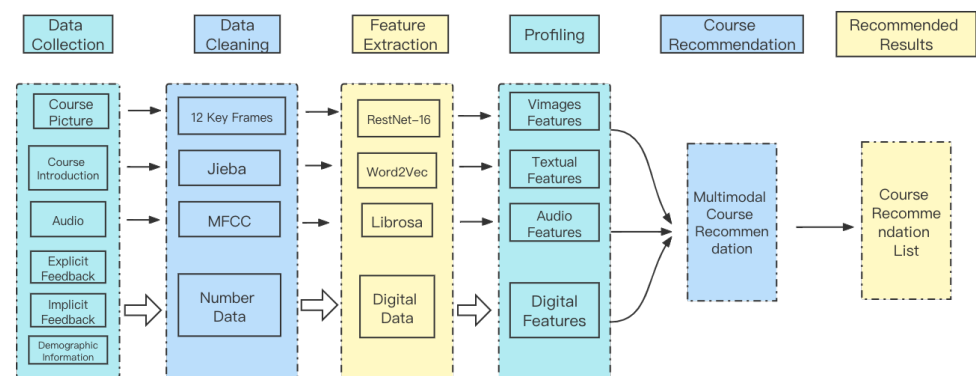 Data
Collection
Data
Cleaning
Feature
Extraction
Profiling
Course
Recommendation
Recommended
Results
Course
Picture
12 Key Frames
RestNet-16
Vimages
Features
Course
Introduction
Jieba
Word2Vec
Textual
Features
Audio
MFCC
Librosa
Audio
Features
Explicit
Feedback
Implicit
Feedback
Demographic
Information
Number
Data
Digital
Data
Digital
Features
Multimodal
Course
Recommen
dation
Course
Recomme
ndation
List